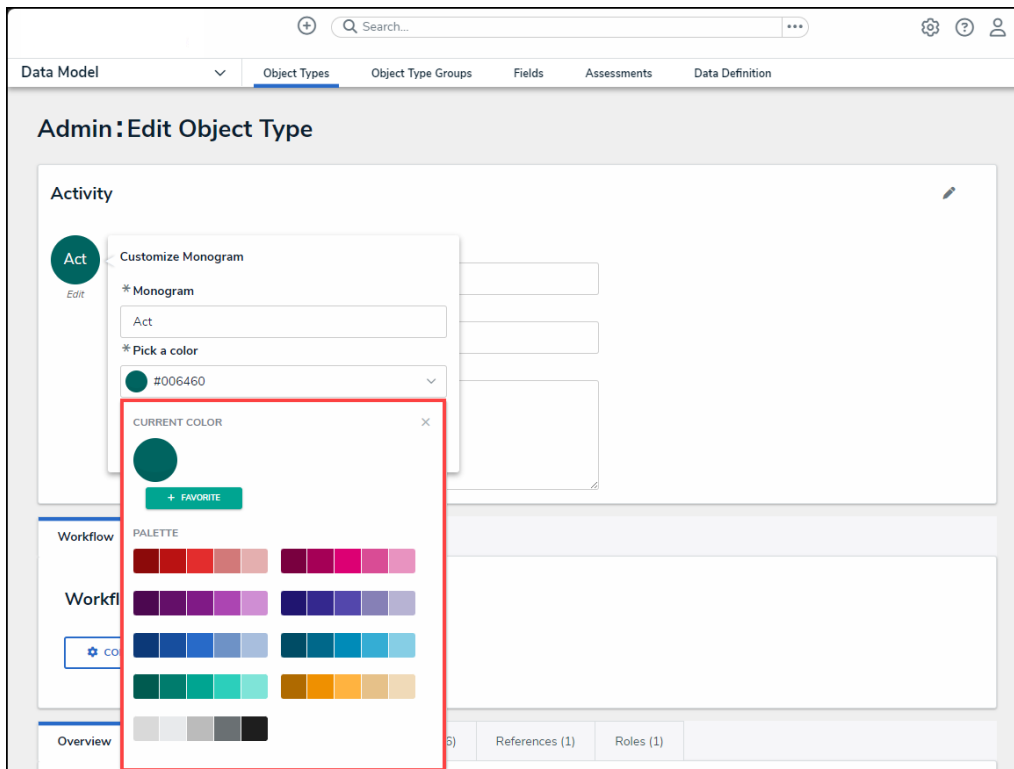 Search...
Data Model
Object Types
Object Type Groups
Fields
Assessments
Data Definition
Admin:Edit Object Type
Activity
Act
Edit
Customize Monogram
*Monogram
Act
*Pick a color
#006460
CURRENT COLOR
+ FAVORITE
PALETTE
Workflow
Workfl
CO
Overview
6)
References (1)
Roles (1)